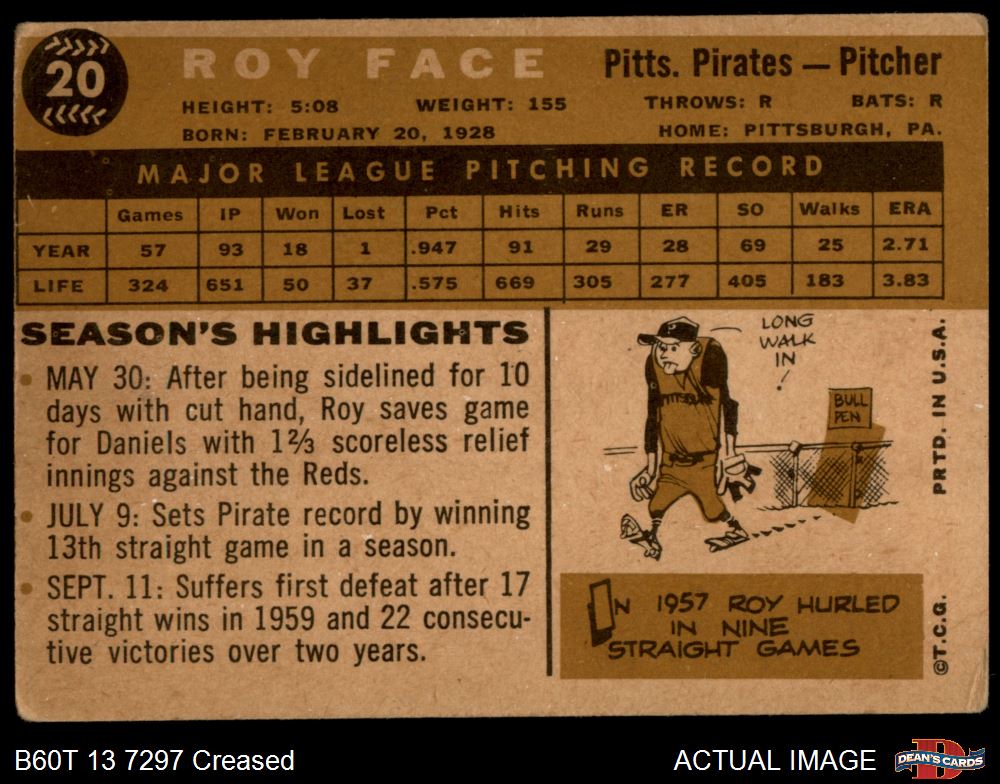 20
ROY FACE
Pitts. Pirates — Pitcher
HEIGHT: 5:08 WEIGHT: 155 THROWS: R BATS: R
BORN: FEBRUARY 20, 1928 HOME: PITTSBURGH, PA.
MAJOR LEAGUE PITCHING RECORD
Games IP Won Lost Pct Hits Runs ER SO Walks ERA
YEAR 57 93 18 1 .947 91 29 28 69 25 2.71
LIFE 324 651 50 37 .575 669 305 277 405 183 3.83
SEASON'S HIGHLIGHTS
• MAY 30: After being sidelined for 10
days with cut hand, Roy saves game
for Daniels with 1⅔ scoreless relief
innings against the Reds.
• JULY 9: Sets Pirate record by winning
13th straight game in a season.
• SEPT. 11: Suffers first defeat after 17
straight wins in 1959 and 22 consecu-
tive victories over two years.
LONG
WALK
IN
!
BULL
PEN
IN 1957 ROY HURLED
IN NINE
STRAIGHT GAMES
©T.C.G. PRTD. IN U.S.A.
B60T 13 7297 Creased
ACTUAL IMAGE
D
DEAN'S CARDS